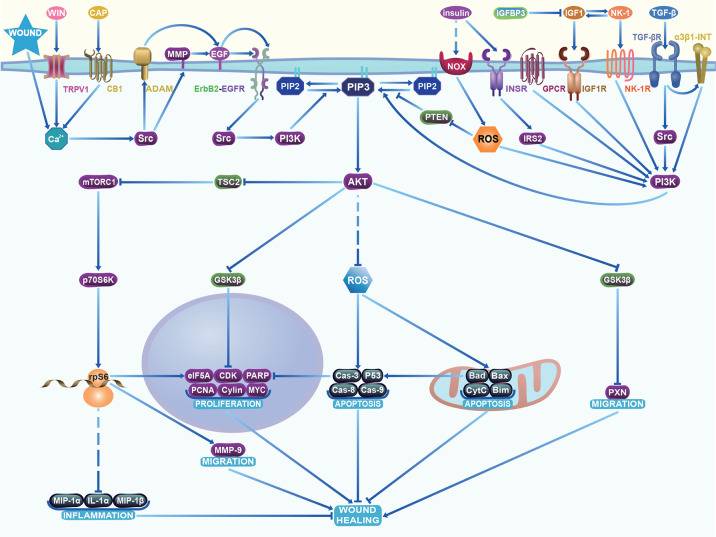 WOUND
WIN
CAP
insulin
IGFBP3
IGF1
NK-1
TGF-β
MMP
EGF
TGF-βR
α3β1-INT
NOX
TRPV1
CB1
ADAM
ErbB2-EGFR
PIP2
PIP3
PIP2
INSR
GPCR
IGF1R
NK-1R
PTEN
Ca²⁺
Src
Src
PI3K
ROS
IRS2
Src
mTORC1
TSC2
AKT
PI3K
p70S6K
GSK3β
ROS
GSK3β
rpS6
eIF5A
CDK
PARP
PCNA
Cylin
MYC
PROLIFERATION
Cas-3
P53
Cas-8
Cas-9
APOPTOSIS
Bad
Bax
CytC
Bim
APOPTOSIS
PXN
MIGRATION
MMP-9
MIGRATION
MIP-1α
IL-1α
MIP-1β
INFLAMMATION
WOUND
HEALING